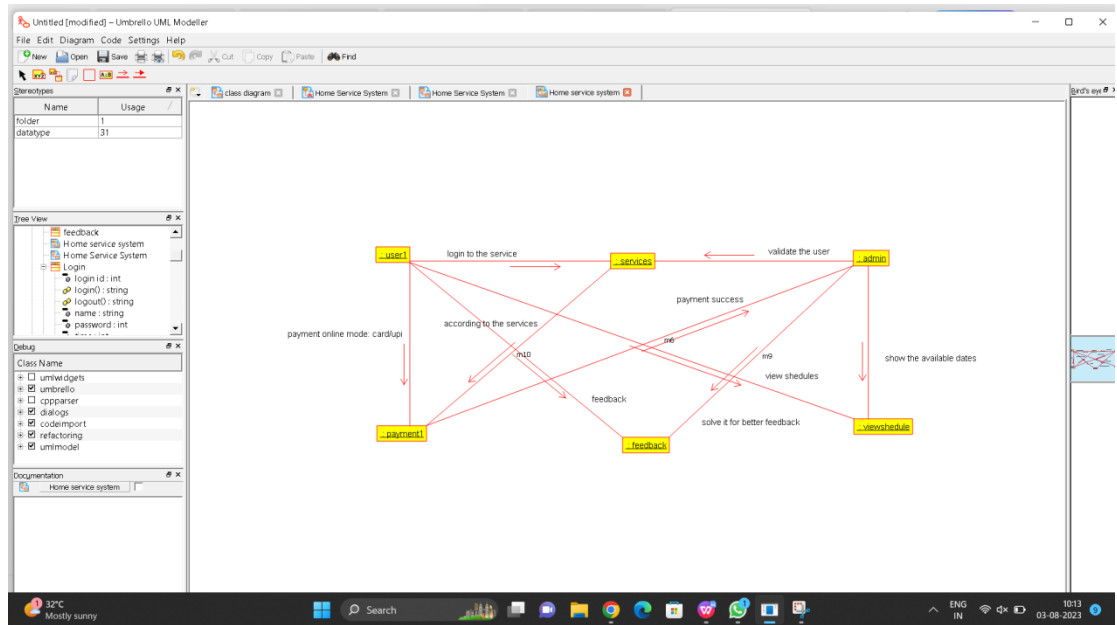 Untitled [modified] – Umbrello UML Modeller
File Edit Diagram Code Settings Help
New Open Save Cut Copy Paste Find
Stereotypes
class diagram
Home Service System
Home Service System
Home service system
Bird's eye
Name Usage
folder 1
datatype 31
Tree View
feedback
Home service system
Home Service System
Login
login id : int
login() : string
logout() : string
name : string
password : int
Debug
Class Name
umlwidgets
umbrello
cppparser
dialogs
codeimport
refactoring
umlmodel
Documentation
Home service system
: user1
login to the service
: services
validate the user
: admin
payment success
according to the services
payment online mode: card/upi
m10
m6
m9
show the available dates
view shedules
feedback
solve it for better feedback
: payment1
: feedback
: viewshedule
1
32°C
Mostly sunny
Search
ENG
IN
10:13
03-08-2023